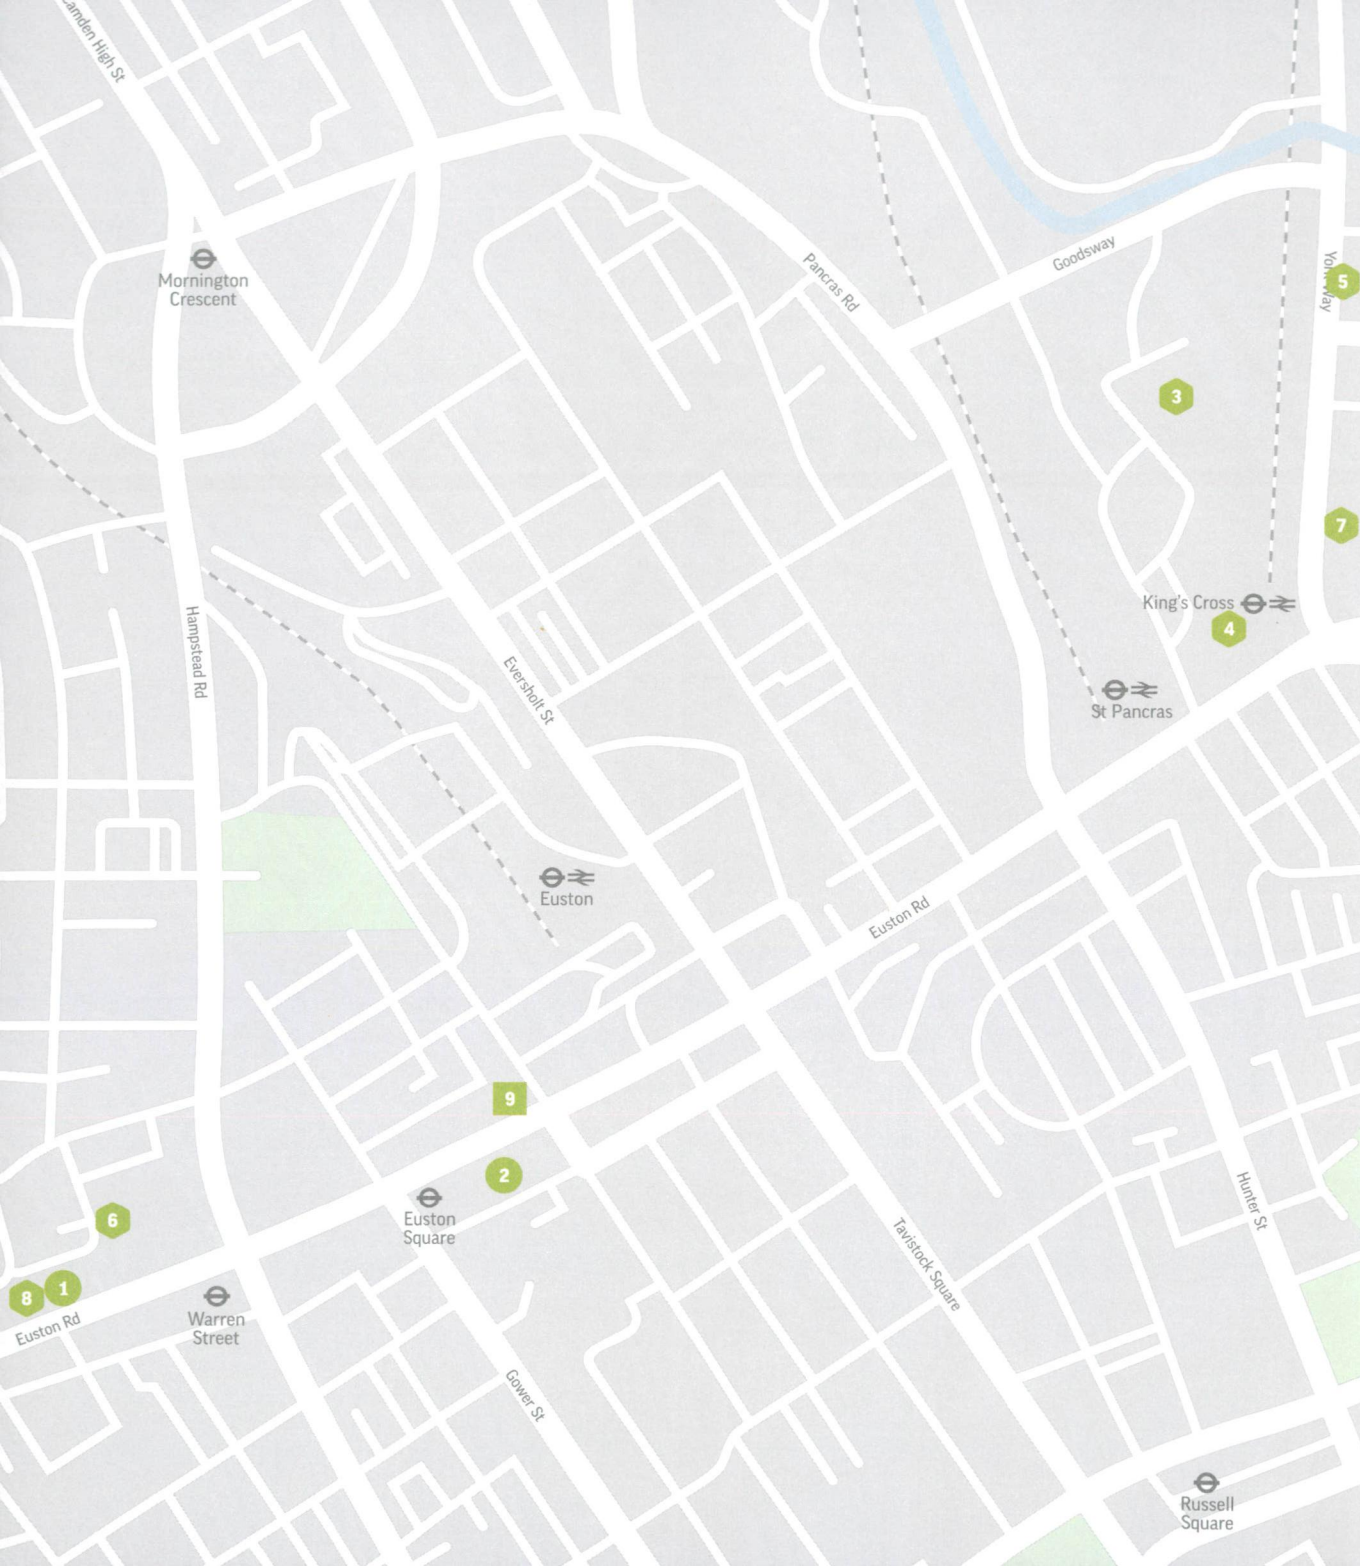 Camden High St
Mornington
Crescent
Goodsway
Pancras Rd
York Way
5
3
7
King's Cross
4
Hampstead Rd
Eversholt St
St Pancras
Euston
Euston Rd
9
2
Euston
Square
6
Hunter St
Tavistock Square
8
1
Euston Rd
Warren
Street
Gower St
Russell
Square